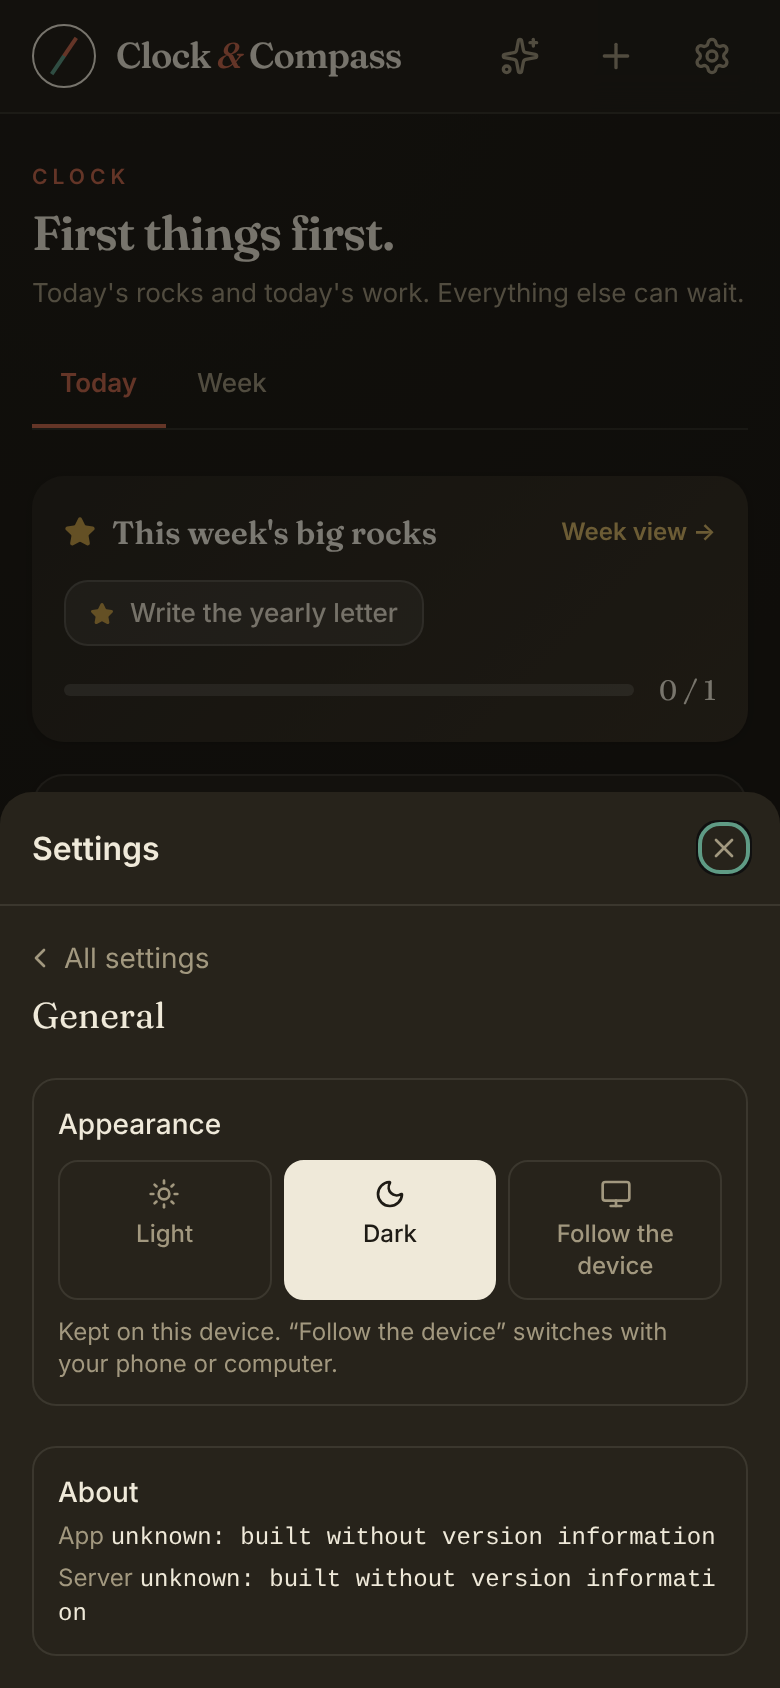 Clock & Compass
CLOCK
First things first.
Today's rocks and today's work. Everything else can wait.
Today Week
This week's big rocks Week view →
Write the yearly letter
0 / 1
Settings
All settings
General
Appearance
Light Dark Follow the
device
Kept on this device. “Follow the device” switches with
your phone or computer.
About
App unknown: built without version information
Server unknown: built without version informati
on